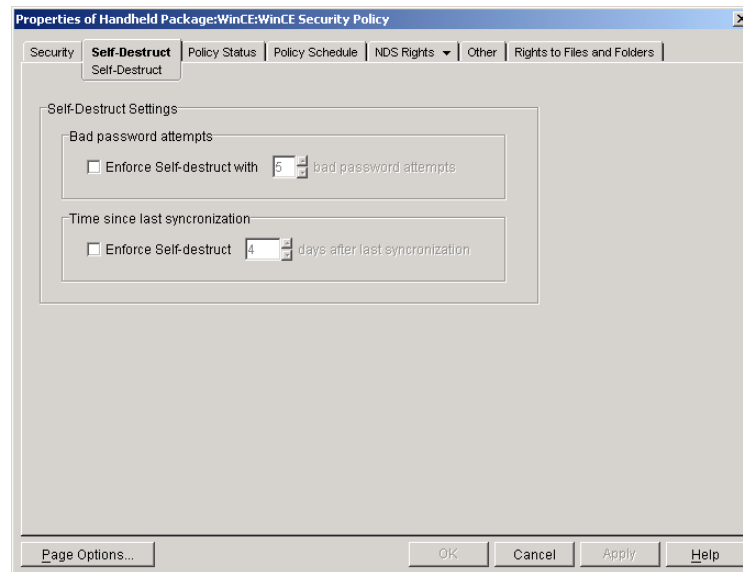 Properties of Handheld Package:WinCE:WinCE Security Policy
Security Self-Destruct Policy Status Policy Schedule NDS Rights Other Rights to Files and Folders
Self-Destruct
Self-Destruct Settings
Bad password attempts
Enforce Self-destruct with 5 bad password attempts
Time since last syncronization
Enforce Self-destruct 4 days after last syncronization
Page Options... OK Cancel Apply Help